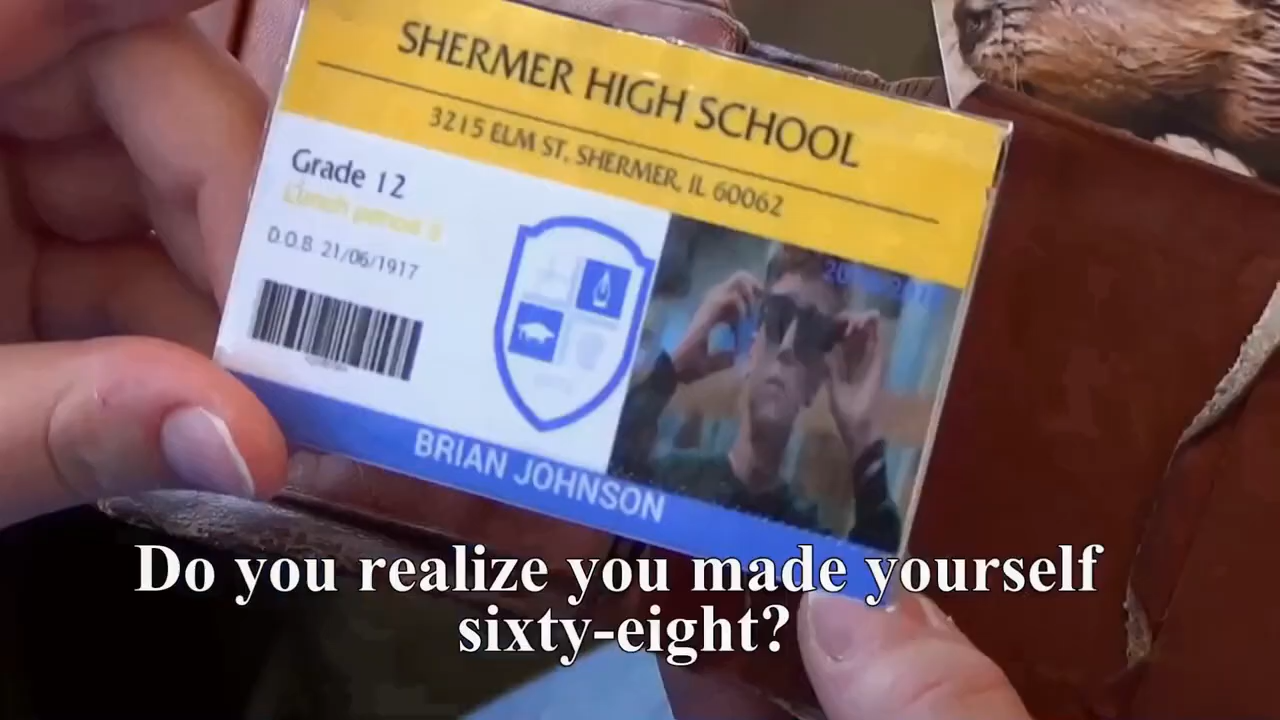 SHERMER HIGH SCHOOL
3215 ELM ST, SHERMER, IL 60062
Grade 12
D.O.B 21/06/1917
BRIAN JOHNSON
Do you realize you made yourself
sixty-eight?